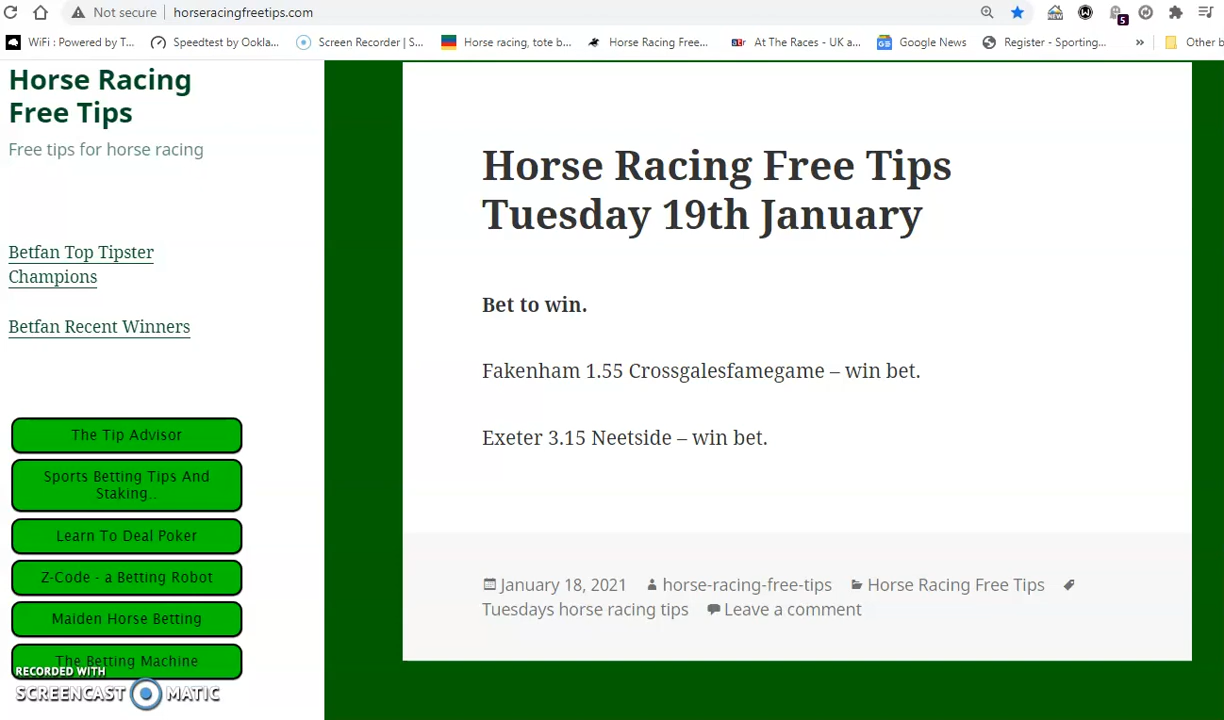 Not secure
horseracingfreetips.com
5
WiFi : Powered by T...
Speedtest by Ookla...
Screen Recorder | S...
Horse racing, tote b...
Horse Racing Free...
At The Races - UK a...
Google News
Register - Sporting...
»
Other b
Horse Racing
Free Tips
Free tips for horse racing
Betfan Top Tipster
Champions
Betfan Recent Winners
The Tip Advisor
Sports Betting Tips And
Staking..
Learn To Deal Poker
Z-Code - a Betting Robot
Maiden Horse Betting
The Betting Machine
RECORDED WITH
SCREENCAST MATIC
Horse Racing Free Tips
Tuesday 19th January
Bet to win.
Fakenham 1.55 Crossgalesfamegame – win bet.
Exeter 3.15 Neetside – win bet.
January 18, 2021 horse-racing-free-tips Horse Racing Free Tips
Tuesdays horse racing tips Leave a comment